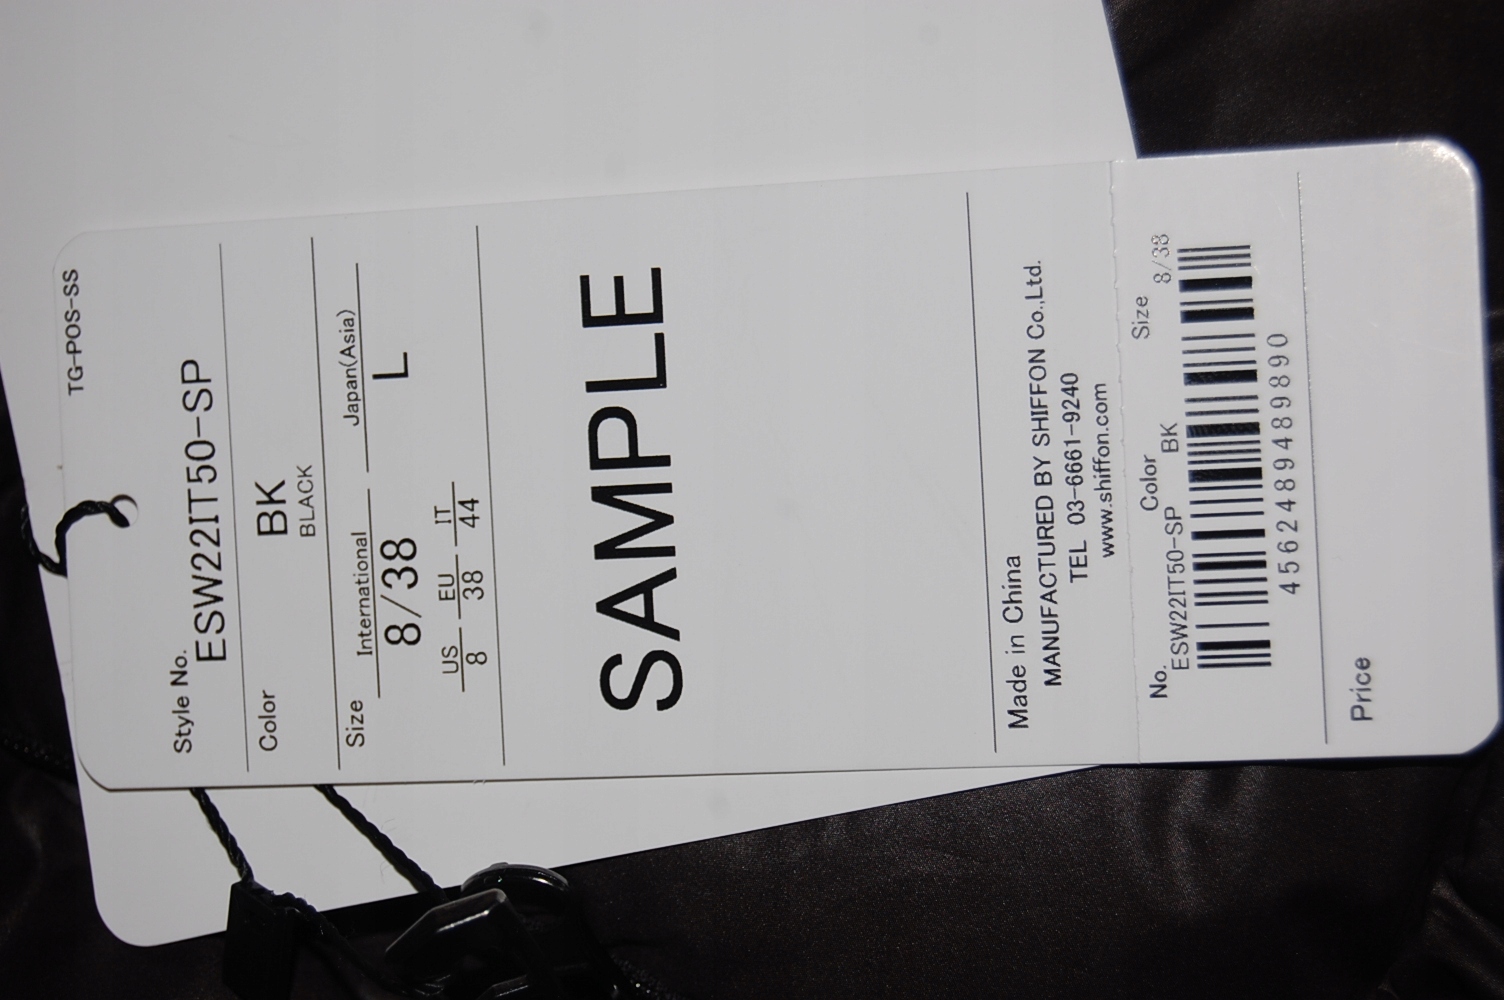 TG-POS-SS
Style No.
ESW22IT50-SP
Color
BK
BLACK
Size International Japan(Asia)
8/38 L
US EU IT
8 38 44
SAMPLE
Made in China
MANUFACTURED BY SHIFFON Co.,Ltd.
TEL 03-6661-9240
www.shiffon.com
No. Color Size
ESW22IT50-SP BK 8/38
4562489489890
Price